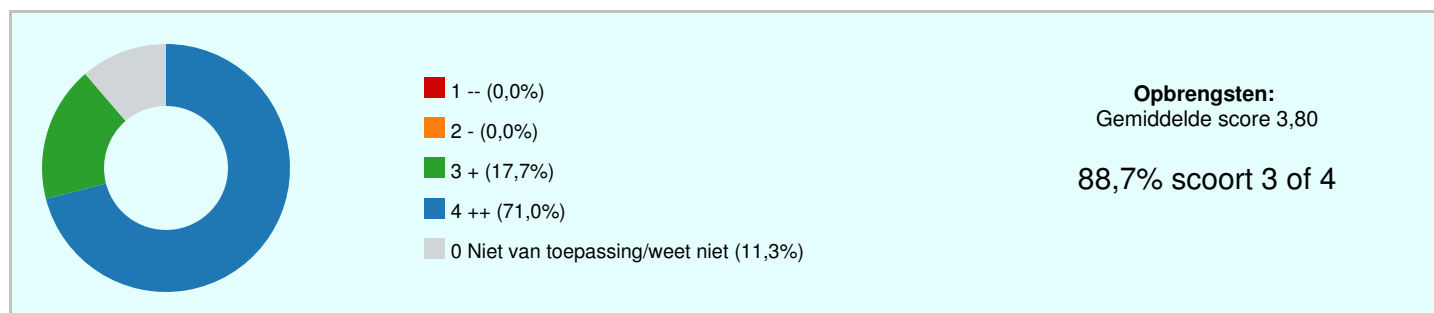 1 -- (0,0%)
2 - (0,0%)
3 + (17,7%)
4 ++ (71,0%)
0 Niet van toepassing/weet niet (11,3%)
Opbrengsten:
Gemiddelde score 3,80
88,7% scoort 3 of 4